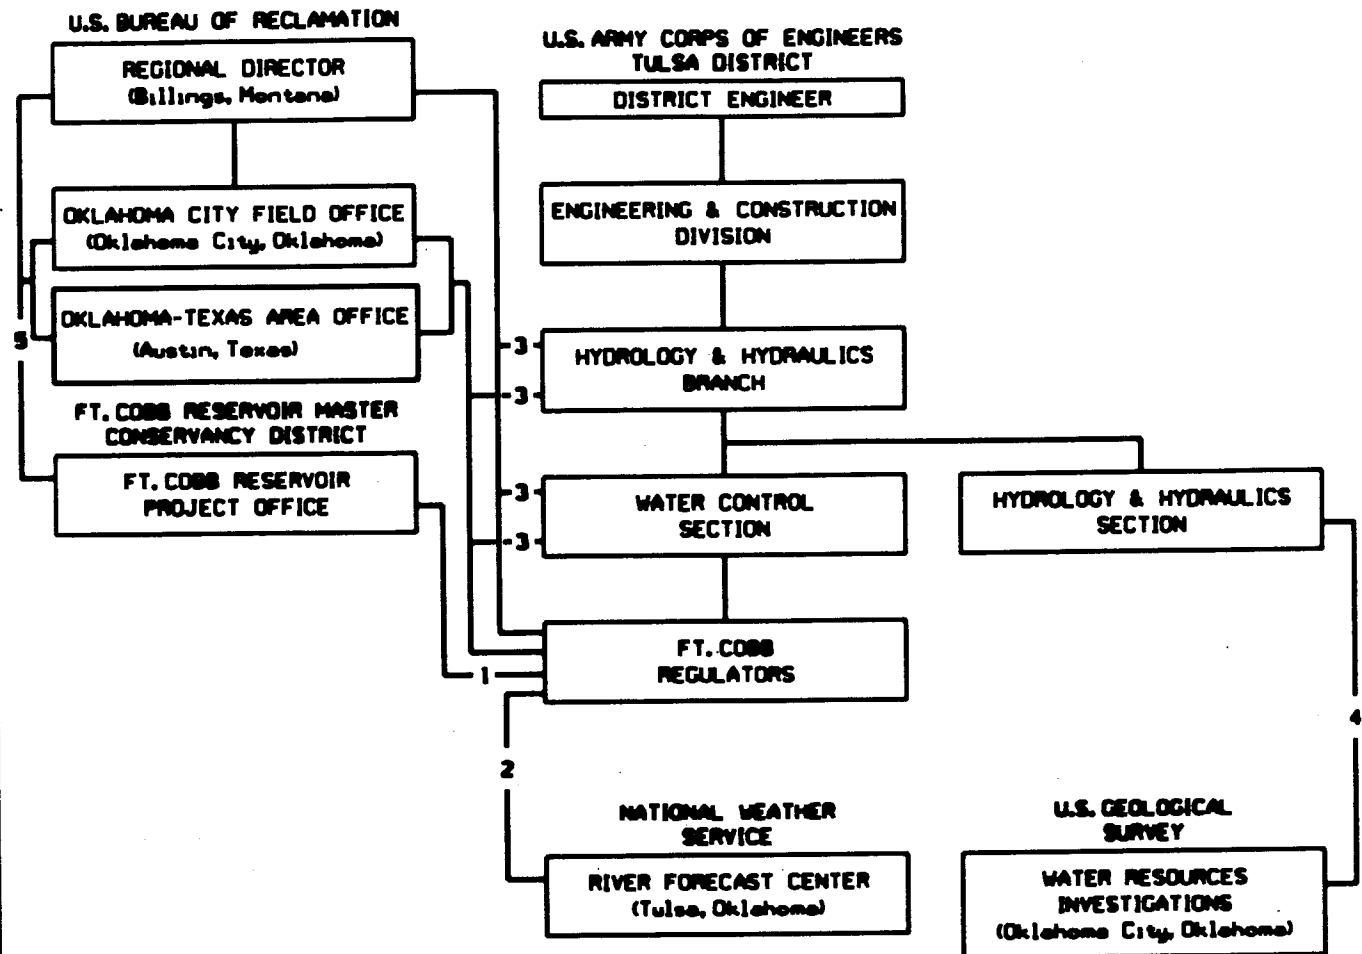 U.S. BUREAU OF RECLAMATION
REGIONAL DIRECTOR
(Billings, Montana)
OKLAHOMA CITY FIELD OFFICE
(Oklahoma City, Oklahoma)
OKLAHOMA-TEXAS AREA OFFICE
(Austin, Texas)
5
FT. COBB RESERVOIR MASTER
CONSERVANCY DISTRICT
FT. COBB RESERVOIR
PROJECT OFFICE
U.S. ARMY CORPS OF ENGINEERS
TULSA DISTRICT
DISTRICT ENGINEER
ENGINEERING & CONSTRUCTION
DIVISION
3
HYDROLOGY & HYDRAULICS
BRANCH
3
3
WATER CONTROL
SECTION
3
HYDROLOGY & HYDRAULICS
SECTION
FT. COBB
REGULATORS
1
2
4
NATIONAL WEATHER
SERVICE
RIVER FORECAST CENTER
(Tulsa, Oklahoma)
U.S. GEOLOGICAL
SURVEY
WATER RESOURCES
INVESTIGATIONS
(Oklahoma City, Oklahoma)